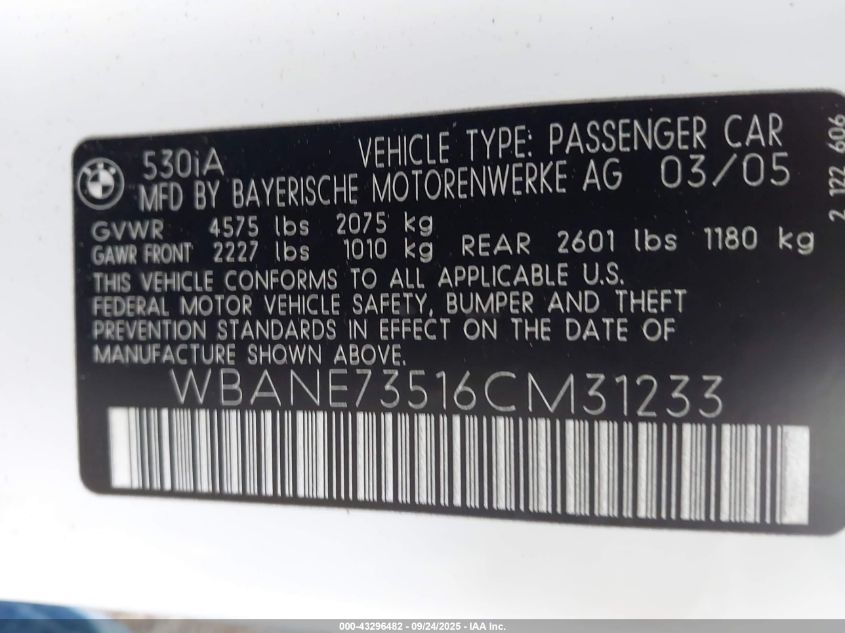 530iA VEHICLE TYPE: PASSENGER CAR
MFD BY BAYERISCHE MOTORENWERKE AG 03/05
GVWR 4575 lbs 2075 kg
GAWR FRONT 2227 lbs 1010 kg REAR 2601 lbs 1180 kg
THIS VEHICLE CONFORMS TO ALL APPLICABLE U.S.
FEDERAL MOTOR VEHICLE SAFETY, BUMPER AND THEFT
PREVENTION STANDARDS IN EFFECT ON THE DATE OF
MANUFACTURE SHOWN ABOVE.
WBANE73516CM31233
2 122 606
000-43296482 - 09/24/2025 - IAA Inc.